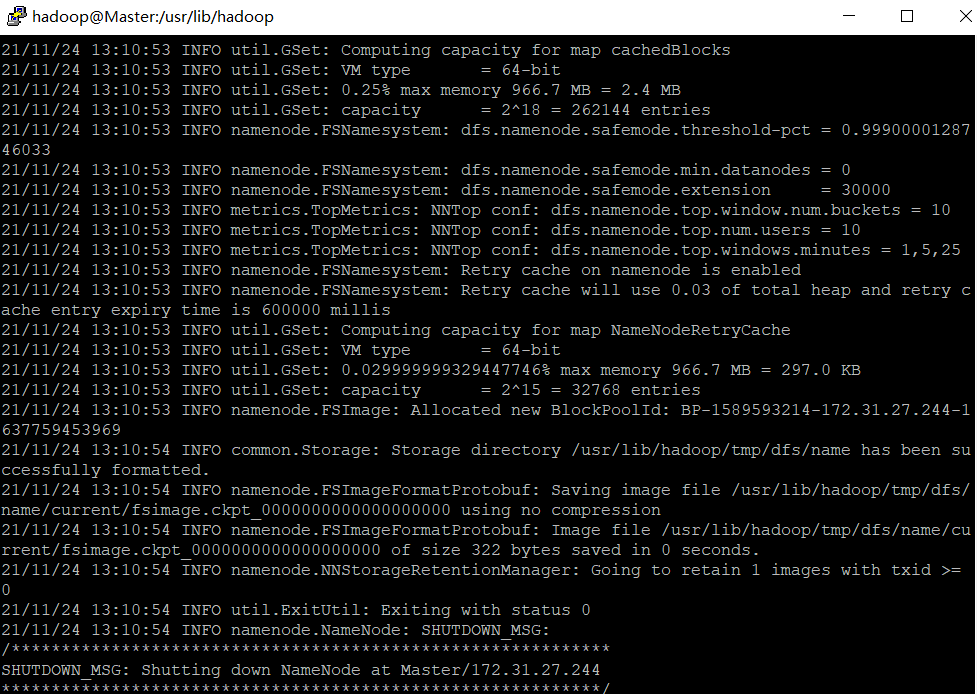 hadoop@Master:/usr/lib/hadoop
21/11/24 13:10:53 INFO util.GSet: Computing capacity for map cachedBlocks
21/11/24 13:10:53 INFO util.GSet: VM type       = 64-bit
21/11/24 13:10:53 INFO util.GSet: 0.25% max memory 966.7 MB = 2.4 MB
21/11/24 13:10:53 INFO util.GSet: capacity      = 2^18 = 262144 entries
21/11/24 13:10:53 INFO namenode.FSNamesystem: dfs.namenode.safemode.threshold-pct = 0.99900001287
46033
21/11/24 13:10:53 INFO namenode.FSNamesystem: dfs.namenode.safemode.min.datanodes = 0
21/11/24 13:10:53 INFO namenode.FSNamesystem: dfs.namenode.safemode.extension     = 30000
21/11/24 13:10:53 INFO metrics.TopMetrics: NNTop conf: dfs.namenode.top.window.num.buckets = 10
21/11/24 13:10:53 INFO metrics.TopMetrics: NNTop conf: dfs.namenode.top.num.users = 10
21/11/24 13:10:53 INFO metrics.TopMetrics: NNTop conf: dfs.namenode.top.windows.minutes = 1,5,25
21/11/24 13:10:53 INFO namenode.FSNamesystem: Retry cache on namenode is enabled
21/11/24 13:10:53 INFO namenode.FSNamesystem: Retry cache will use 0.03 of total heap and retry c
ache entry expiry time is 600000 millis
21/11/24 13:10:53 INFO util.GSet: Computing capacity for map NameNodeRetryCache
21/11/24 13:10:53 INFO util.GSet: VM type       = 64-bit
21/11/24 13:10:53 INFO util.GSet: 0.029999999329447746% max memory 966.7 MB = 297.0 KB
21/11/24 13:10:53 INFO util.GSet: capacity      = 2^15 = 32768 entries
21/11/24 13:10:53 INFO namenode.FSImage: Allocated new BlockPoolId: BP-1589593214-172.31.27.244-1
637759453969
21/11/24 13:10:54 INFO common.Storage: Storage directory /usr/lib/hadoop/tmp/dfs/name has been su
ccessfully formatted.
21/11/24 13:10:54 INFO namenode.FSImageFormatProtobuf: Saving image file /usr/lib/hadoop/tmp/dfs/
name/current/fsimage.ckpt_0000000000000000000 using no compression
21/11/24 13:10:54 INFO namenode.FSImageFormatProtobuf: Image file /usr/lib/hadoop/tmp/dfs/name/cu
rrent/fsimage.ckpt_0000000000000000000 of size 322 bytes saved in 0 seconds.
21/11/24 13:10:54 INFO namenode.NNStorageRetentionManager: Going to retain 1 images with txid >=
0
21/11/24 13:10:54 INFO util.ExitUtil: Exiting with status 0
21/11/24 13:10:54 INFO namenode.NameNode: SHUTDOWN_MSG:
/************************************************************
SHUTDOWN_MSG: Shutting down NameNode at Master/172.31.27.244
************************************************************/